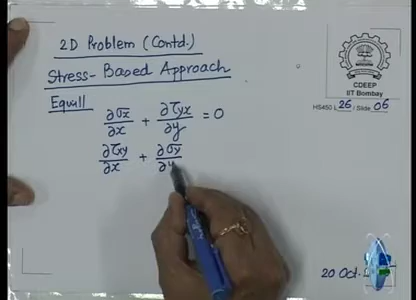 2D Problem (Contd.)
Stress-Based Approach
Equill
∂σx/∂x + ∂τyx/∂y = 0
∂τxy/∂x + ∂σy/∂y
CDEEP
IIT Bombay
HS450 L 26 / Slide 06
20 Oct.